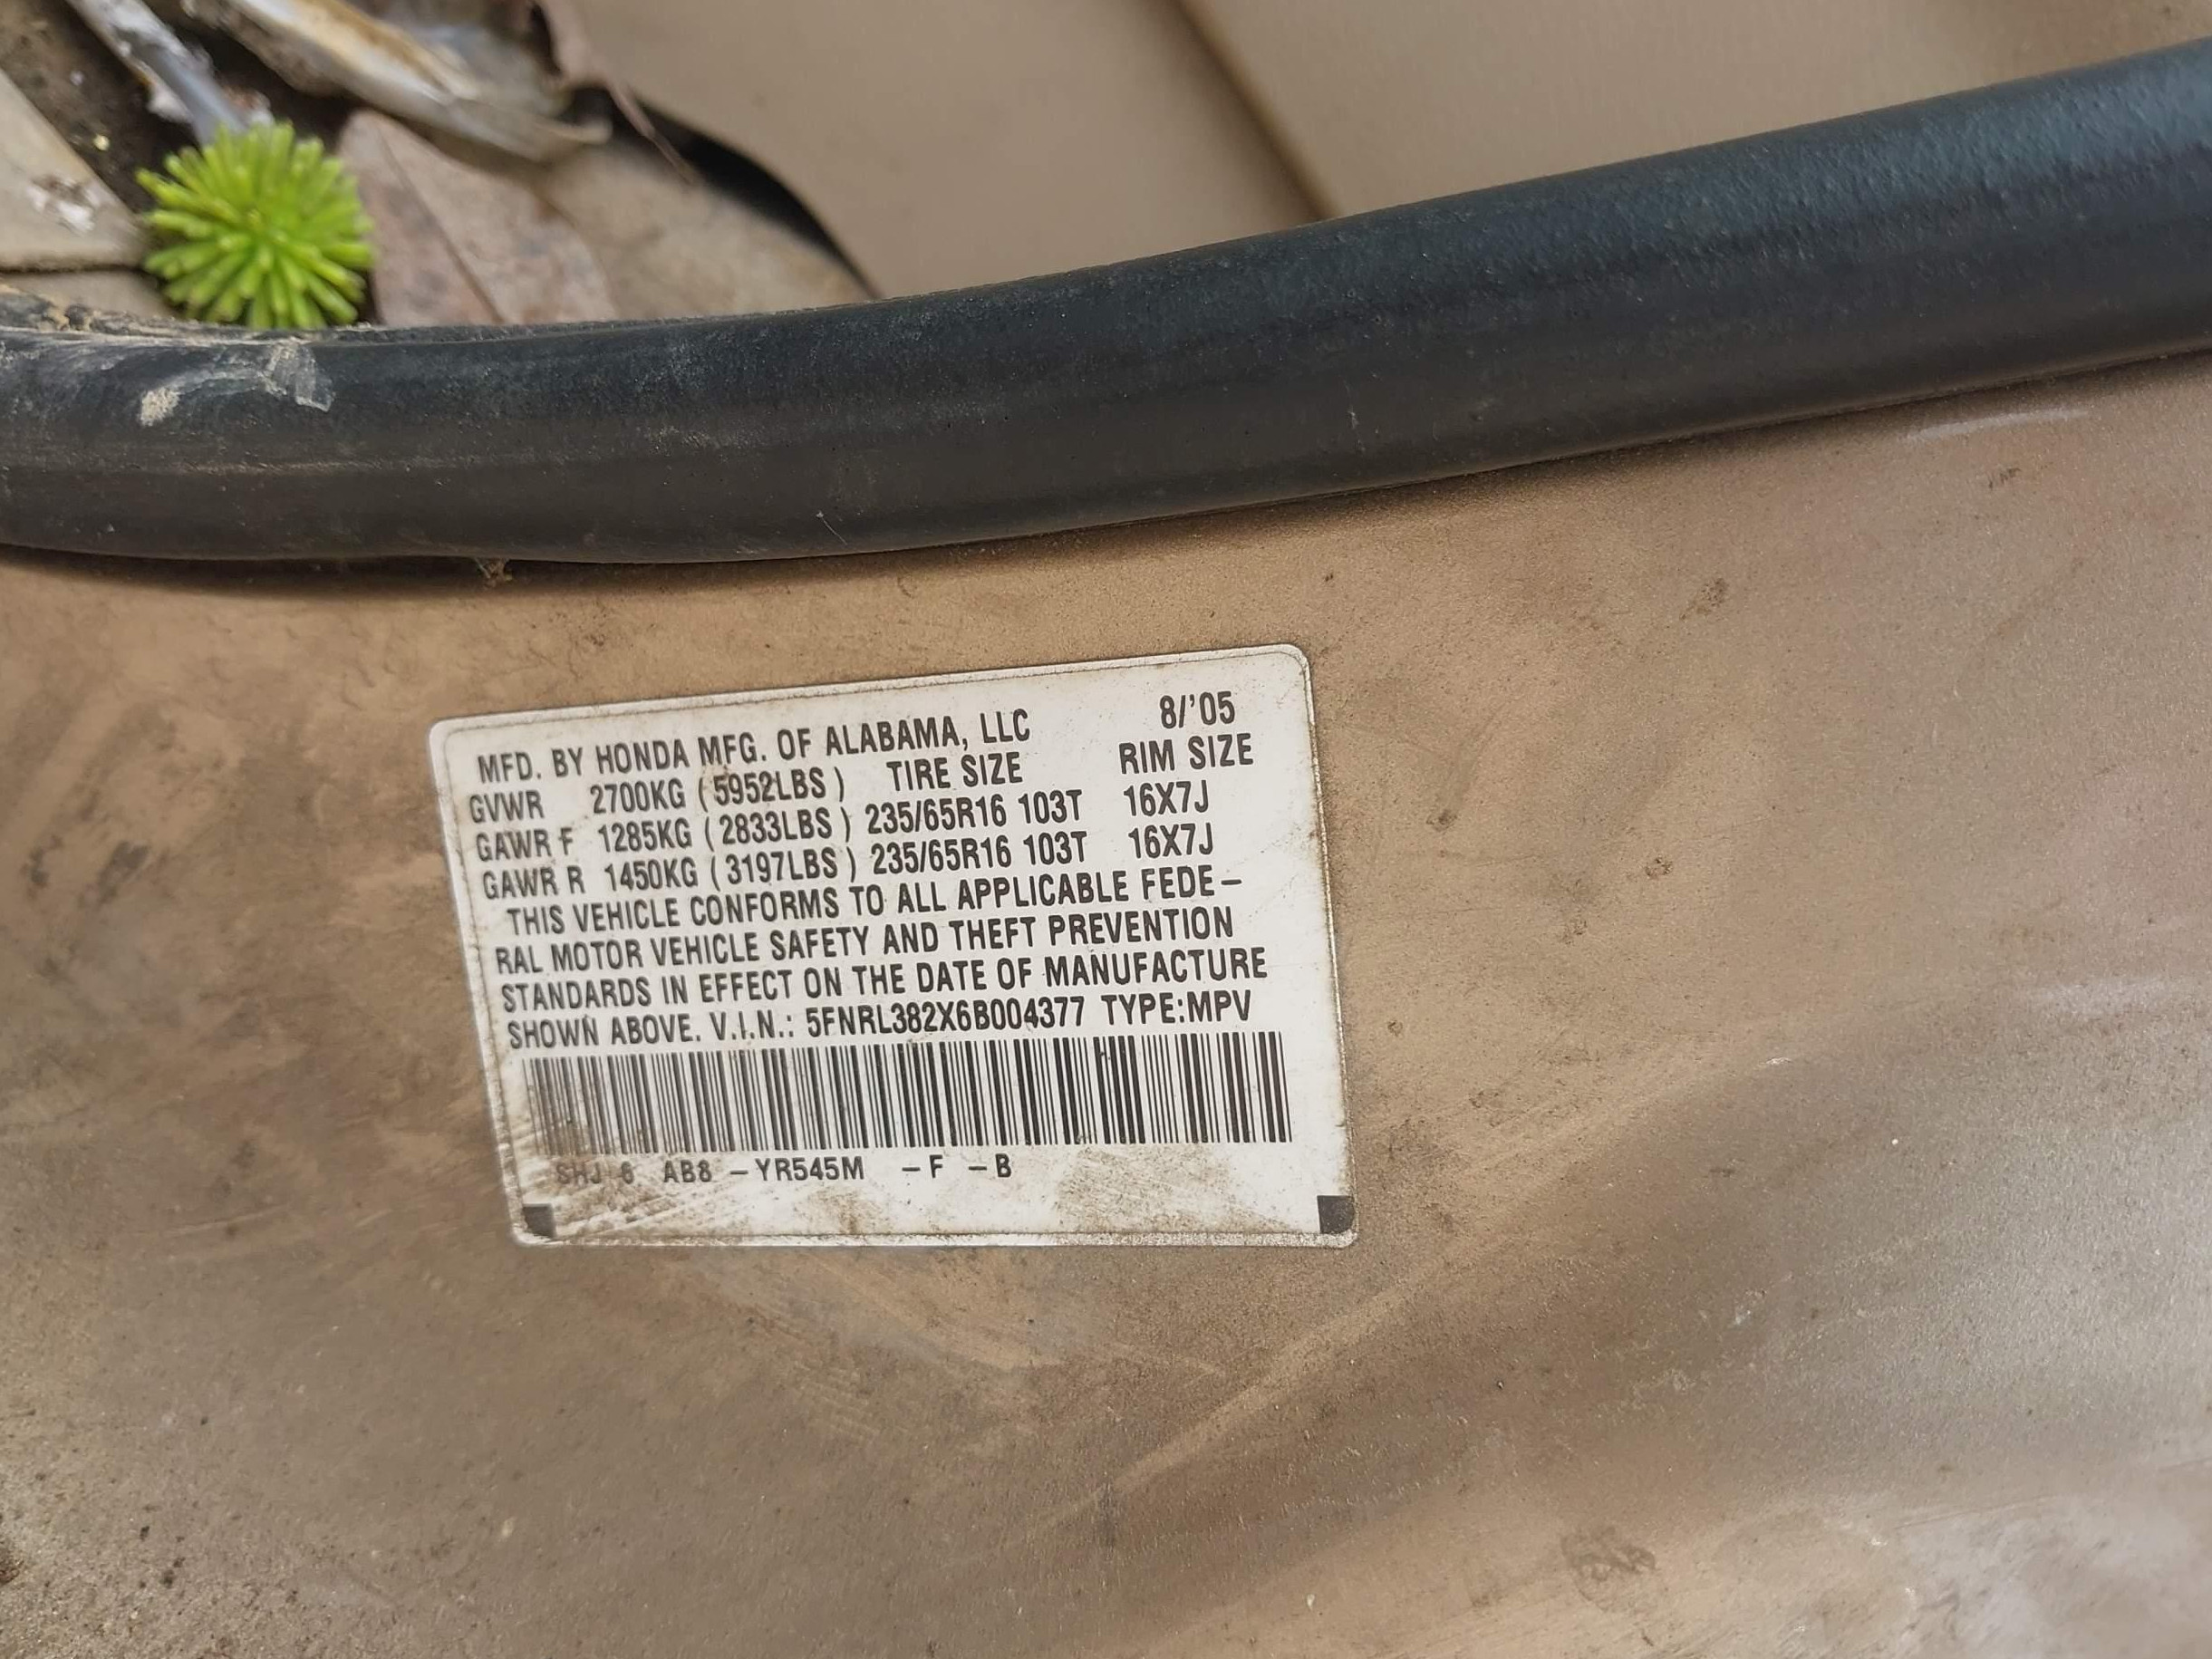 MFD. BY HONDA MFG. OF ALABAMA, LLC 8/'05
GVWR 2700KG (5952LBS) TIRE SIZE RIM SIZE
GAWR F 1285KG (2833LBS) 235/65R16 103T 16X7J
GAWR R 1450KG (3197LBS) 235/65R16 103T 16X7J
THIS VEHICLE CONFORMS TO ALL APPLICABLE FEDE-
RAL MOTOR VEHICLE SAFETY AND THEFT PREVENTION
STANDARDS IN EFFECT ON THE DATE OF MANUFACTURE
SHOWN ABOVE. V.I.N.: 5FNRL382X6B004377 TYPE:MPV
SHJ 6 AB8 -YR545M -F -B